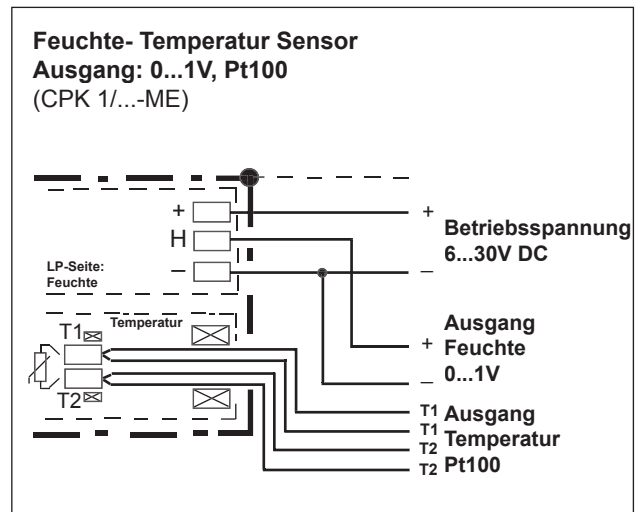 Feuchte- Temperatur Sensor
Ausgang: 0...1V, Pt100
(CPK 1/...-ME)
+
H
–
LP-Seite:
Feuchte
+
–
Betriebsspannung
6...30V DC
Temperatur
T1
T2
+
–
Ausgang
Feuchte
0...1V
T1
T1
T2
T2
Ausgang
Temperatur
Pt100